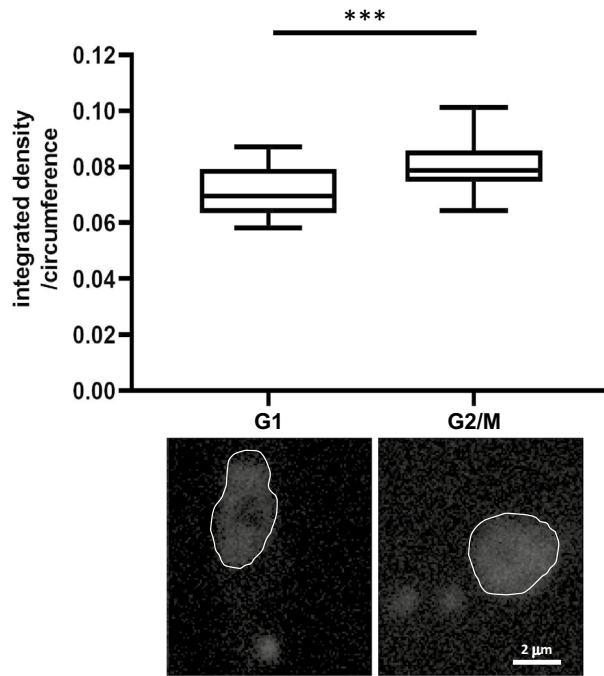 ***
0.12
0.10
0.08
0.06
0.04
0.02
0.00
integrated density
/circumference
G1
G2/M
2 µm